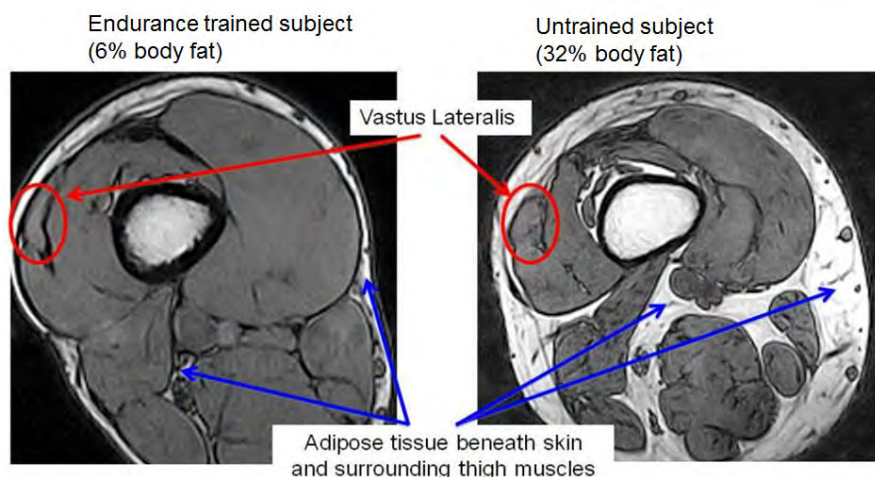 Endurance trained subject
(6% body fat)
Untrained subject
(32% body fat)
Vastus Lateralis
Adipose tissue beneath skin
and surrounding thigh muscles